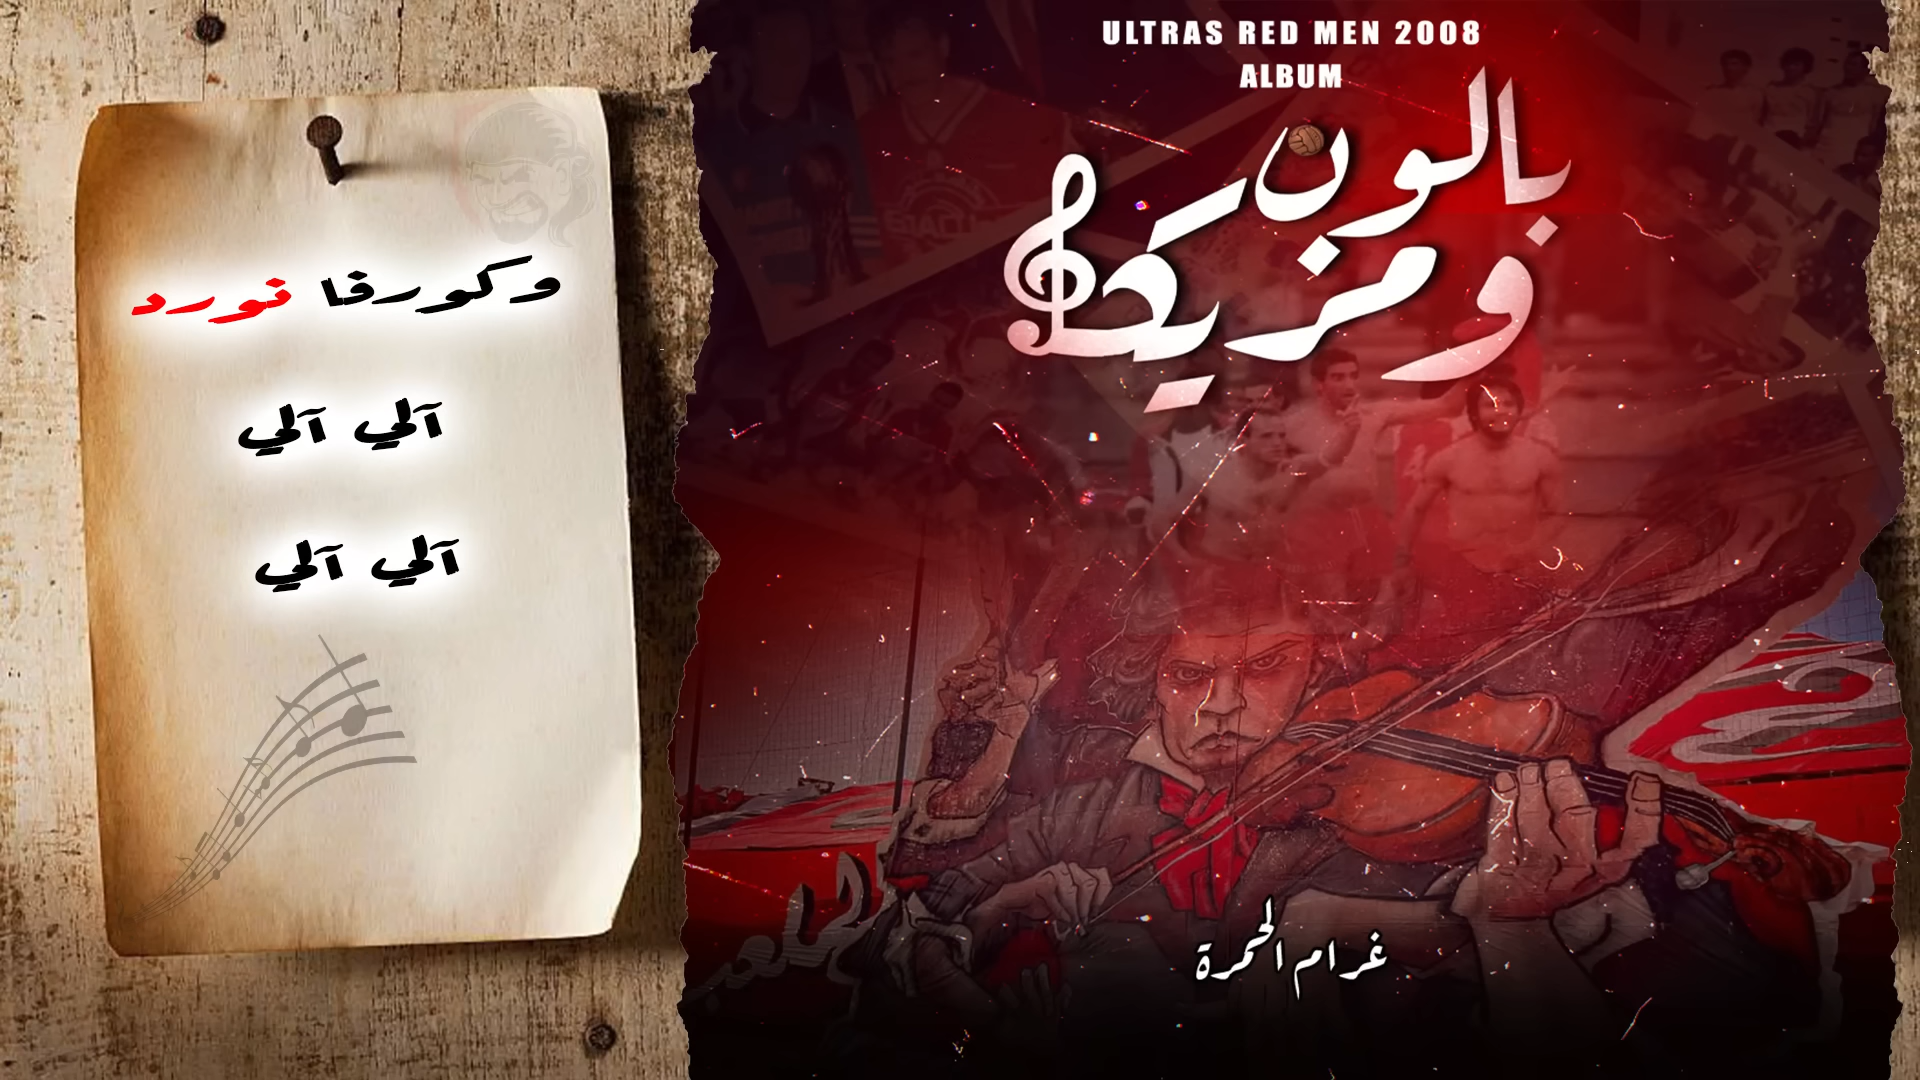 ULTRAS RED MEN 2008
ALBUM
بالون
ومزيكا
وكورفا نورد
آلي آلي
آلي آلي
غرام الحمرة